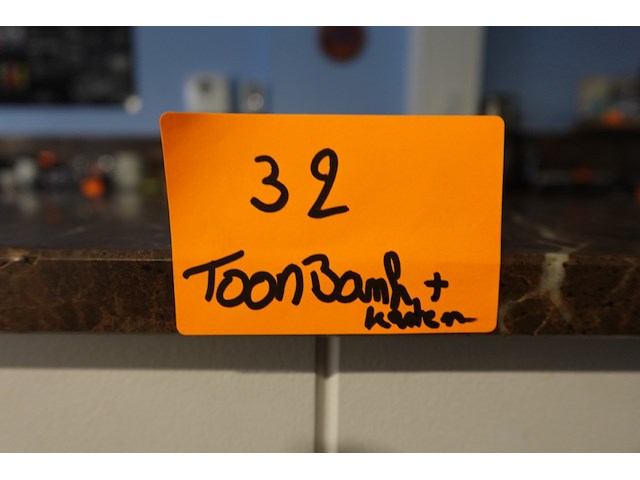 32
Toonbank +
kasten